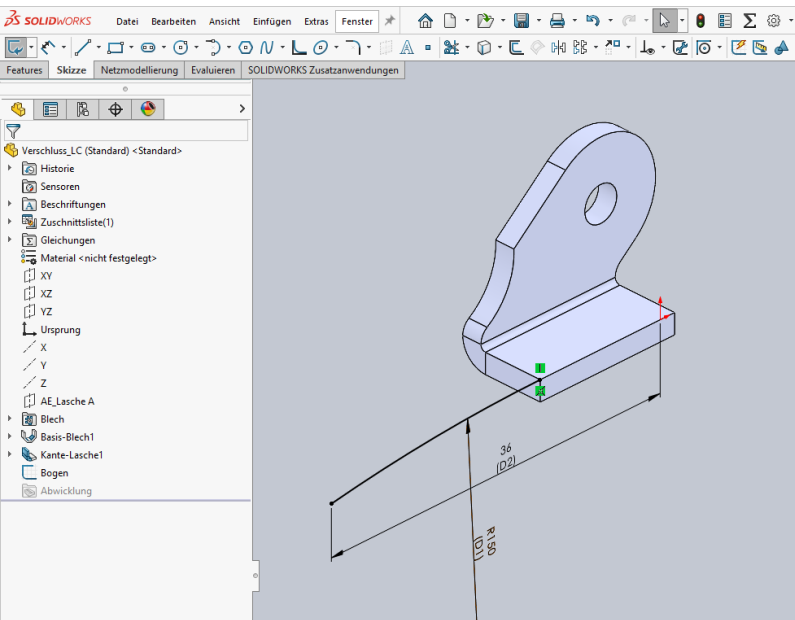 SOLIDWORKS Datei Bearbeiten Ansicht Einfügen Extras Fenster
Features Skizze Netzmodellierung Evaluieren SOLIDWORKS Zusatzanwendungen
Verschluss_LC (Standard) <Standard>
Historie
Sensoren
Beschriftungen
Zuschnittsliste(1)
Gleichungen
Material <nicht festgelegt>
XY
XZ
YZ
Ursprung
X
Y
Z
AE_Lasche A
Blech
Basis-Blech1
Kante-Lasche1
Bogen
Abwicklung
36
(D2)
R150
(D1)